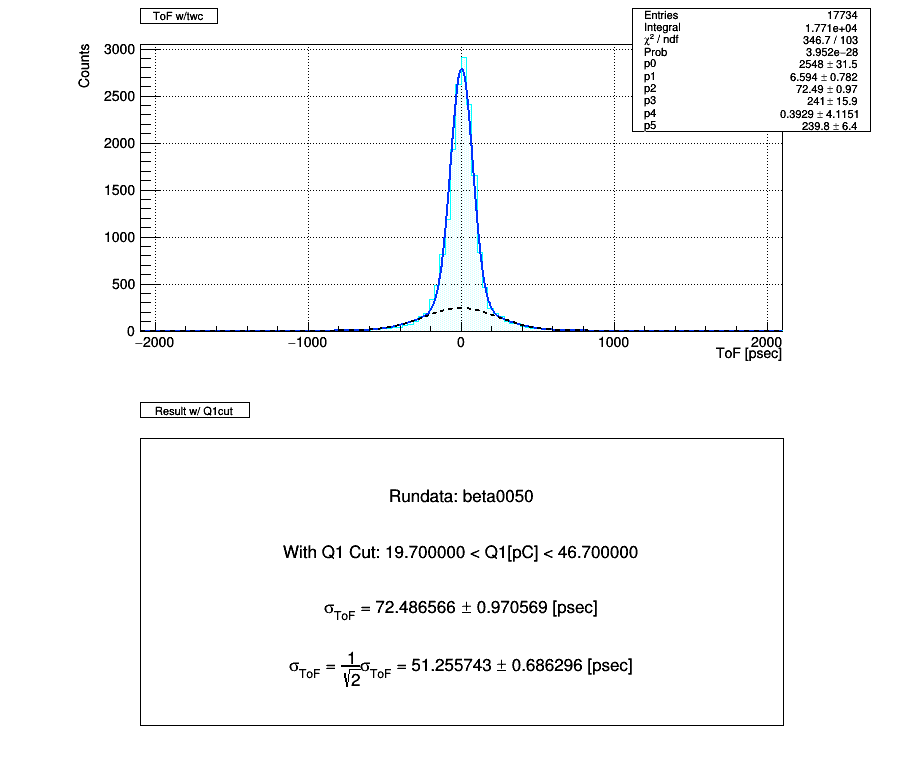 ToF w/twc
Entries 17734
Integral 1.771e+04
χ² / ndf 346.7 / 103
Prob 3.952e−28
p0 2548 ± 31.5
p1 6.594 ± 0.782
p2 72.49 ± 0.97
p3 241 ± 15.9
p4 0.3929 ± 4.1151
p5 239.8 ± 6.4
Counts
3000
2500
2000
1500
1000
500
0
−2000 −1000 0 1000 2000
ToF [psec]
Result w/ Q1cut
Rundata: beta0050
With Q1 Cut: 19.700000 < Q1[pC] < 46.700000
σ_ToF = 72.486566 ± 0.970569 [psec]
σ_ToF = 1/√2 σ_ToF = 51.255743 ± 0.686296 [psec]